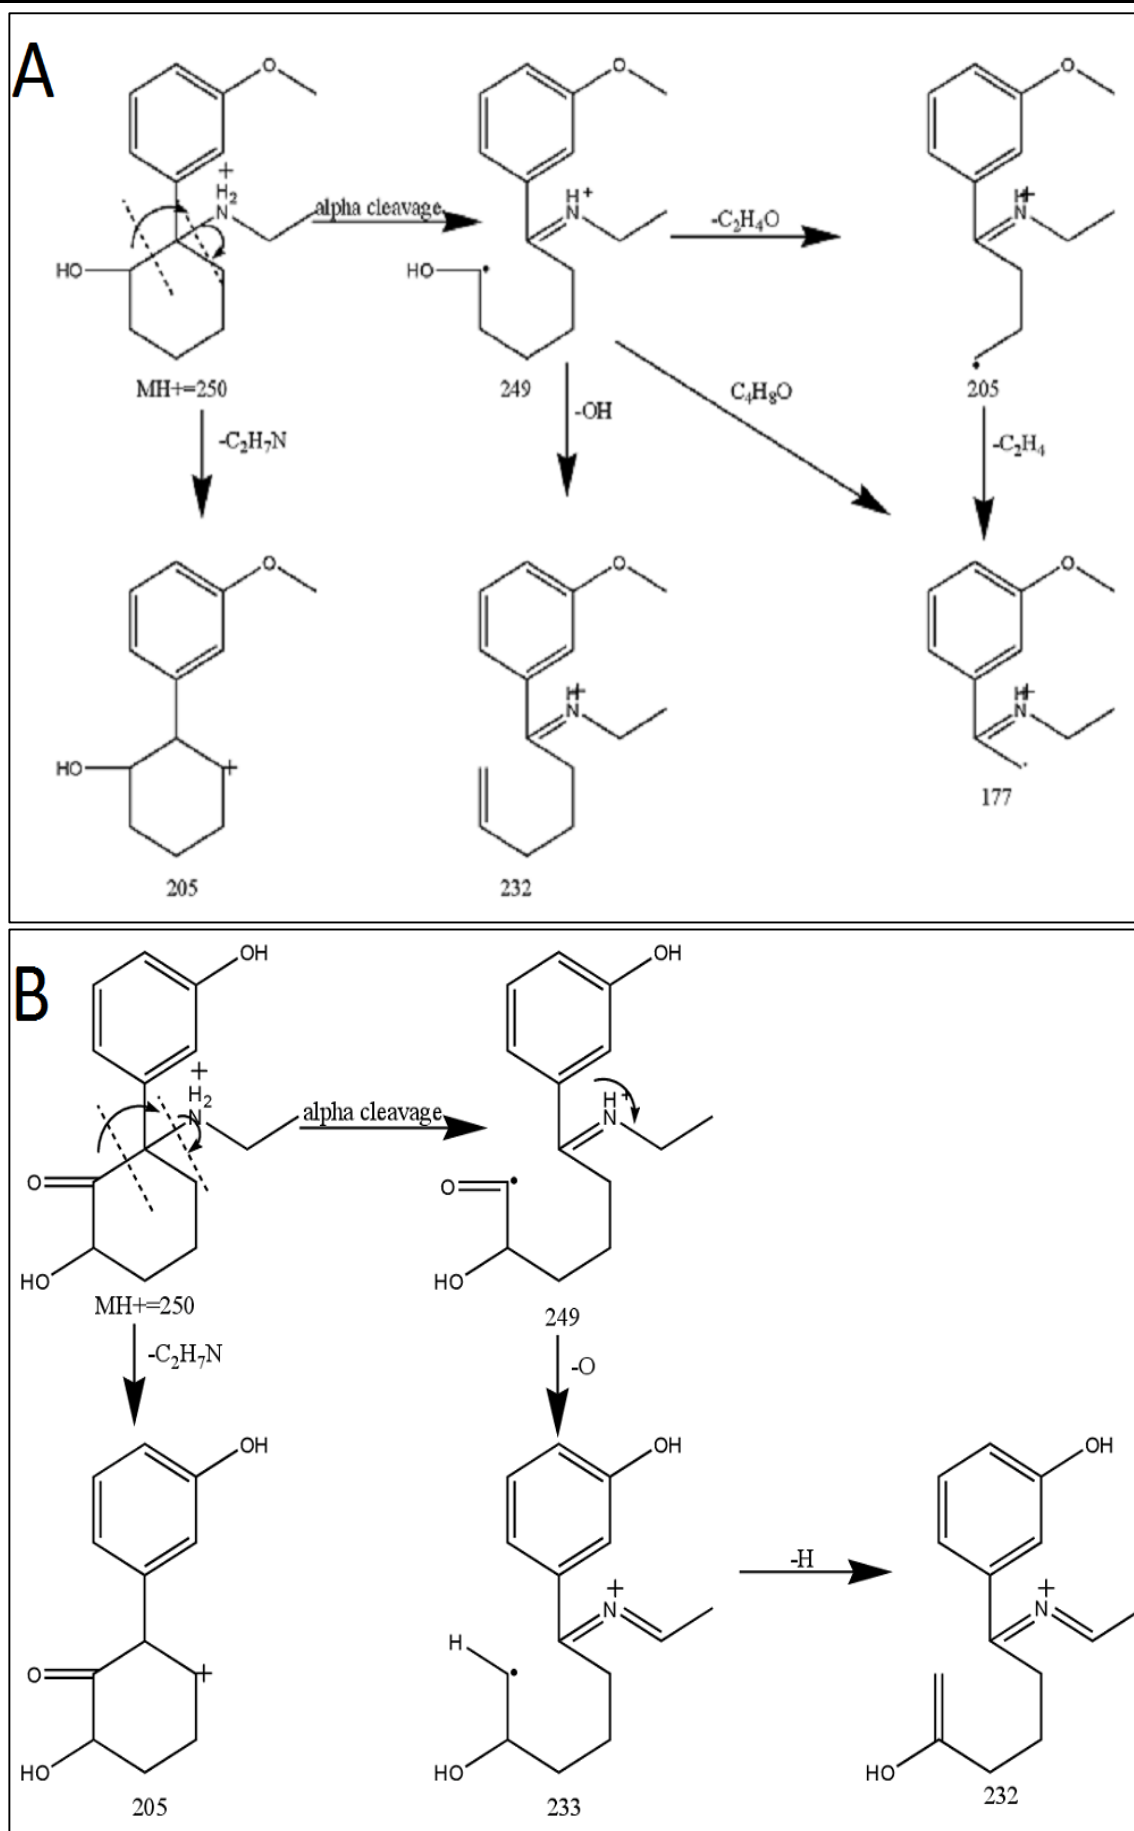 A
O
O
O
+
H2
N
H+
N
H+
N
alpha cleavage
-C2H4O
HO
HO
MH+=250
249
205
-C2H7N
-OH
C4H8O
-C2H4
O
O
O
H+
N
H+
N
HO
+
177
205
232
B
OH
OH
+
H2
N
H+
N
alpha cleavage
O
O
HO
HO
MH+=250
249
-C2H7N
-O
OH
OH
OH
-H
+
N
+
N
H
O
+
HO
HO
HO
205
233
232